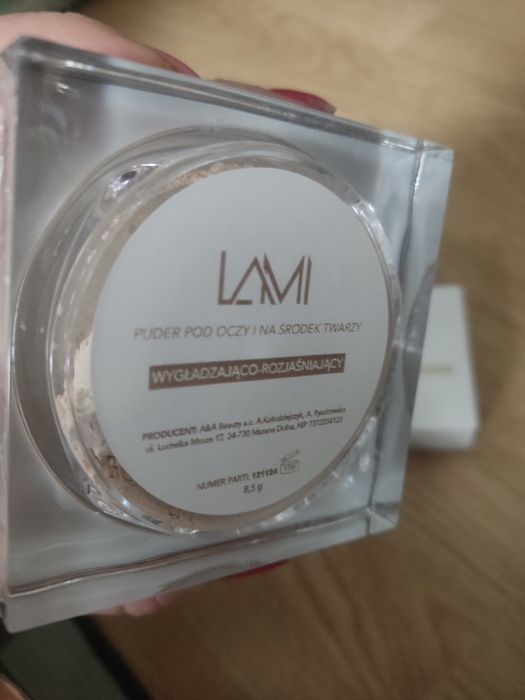 LAMI
PUDER POD OCZY I NA ŚRODEK TWARZY
WYGŁADZAJĄCO-ROZJAŚNIAJĄCY
PRODUCENT: A&A Beauty s.c. A.Kołodziejczyk, A.
ul. Ludwika Mroza 17, 34-730 Mszana Dolna, NIP 7372234123
NUMER PARTII: 121124
8,5 g